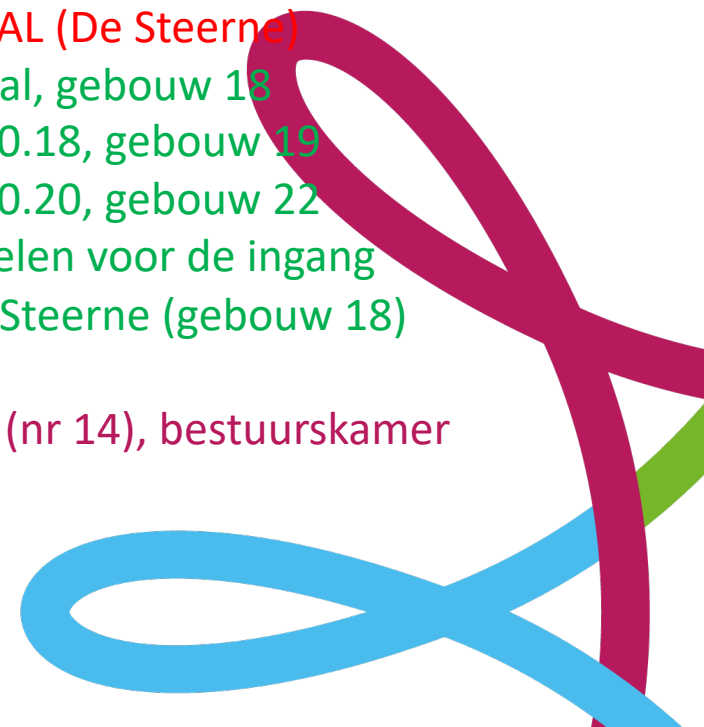 AL (De Steerne)
al, gebouw 18
0.18, gebouw 19
0.20, gebouw 22
elen voor de ingang
Steerne (gebouw 18)
(nr 14), bestuurskamer